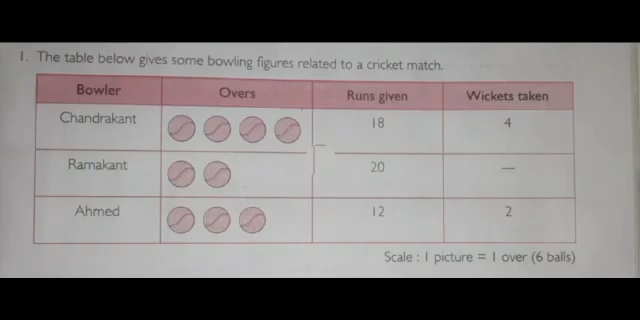 1. The table below gives some bowling figures related to a cricket match.
Bowler Overs Runs given Wickets taken
Chandrakant 18 4
Ramakant 20 —
Ahmed 12 2
Scale : 1 picture = 1 over (6 balls)